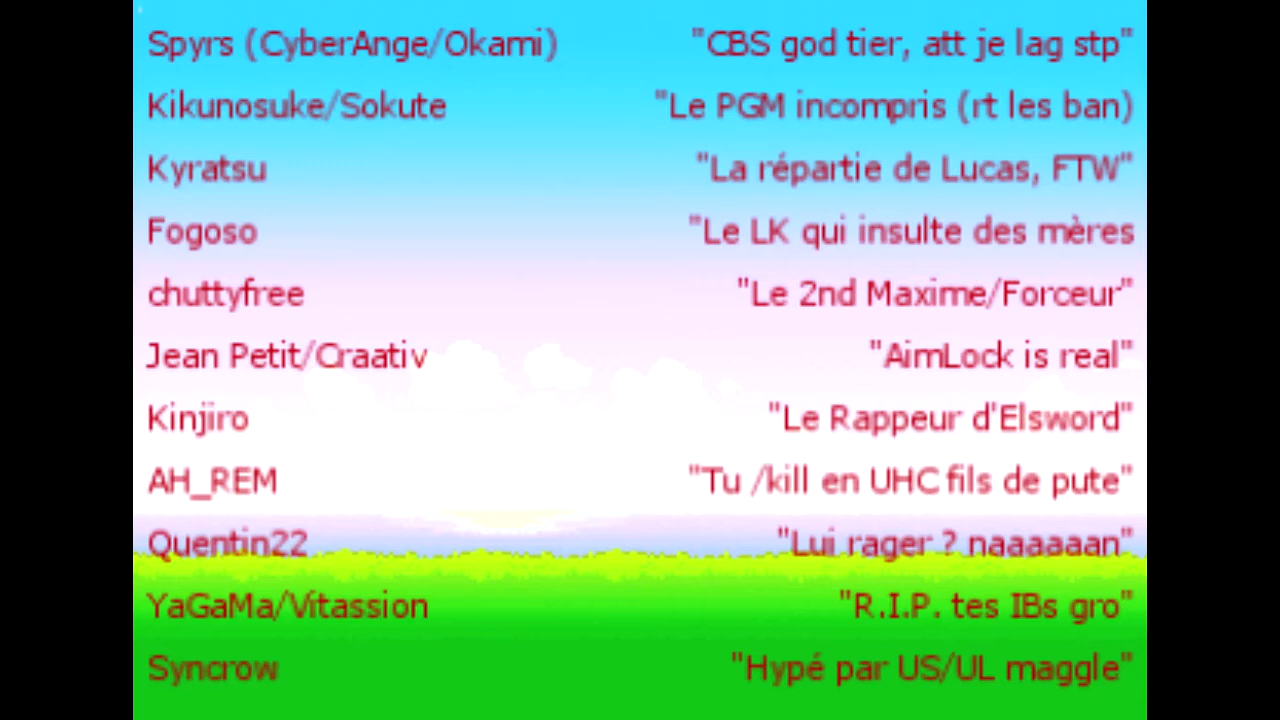 Spyrs (CyberAnge/Okami) "CBS god tier, att je lag stp"
Kikunosuke/Sokute "Le PGM incompris (rt les ban)
Kyratsu "La répartie de Lucas, FTW"
Fogoso "Le LK qui insulte des mères
chuttyfree "Le 2nd Maxime/Forceur"
Jean Petit/Craativ "AimLock is real"
Kinjiro "Le Rappeur d'Elsword"
AH_REM "Tu /kill en UHC fils de pute"
Quentin22 "Lui rager ? naaaaaan"
YaGaMa/Vitassion "R.I.P. tes IBs gro"
Syncrow "Hypé par US/UL maggle"